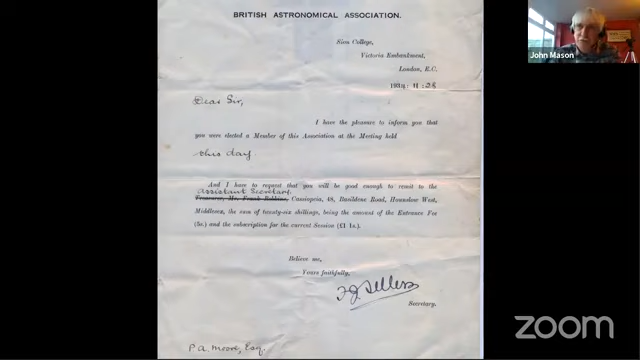 BRITISH ASTRONOMICAL ASSOCIATION.
Sion College,
Victoria Embankment,
London, E.C.
1934 : 11 : 28
Dear Sir,
I have the pleasure to inform you that
you were elected a Member of this Association at the Meeting held
this day
And I have to request that you will be good enough to remit to the
Assistant Secretary.
Treasurer, Mr. Frank Robbins, Cassiopeia, 48, Basildene Road, Hounslow West,
Middlesex, the sum of twenty-six shillings, being the amount of the Entrance Fee
(5s.) and the subscription for the current Session (£1 1s.).
Believe me,
Yours faithfully,
F J Sellers
Secretary.
P A. Moore, Esq.
John Mason
zoom